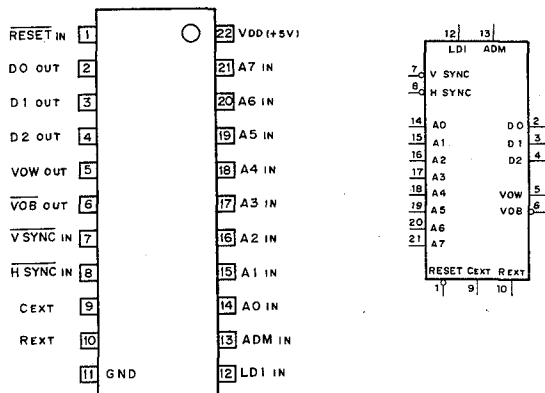 RESET IN 1 22 VDD (+5V)
D0 OUT 2 21 A7 IN
D1 OUT 3 20 A6 IN
D2 OUT 4 19 A5 IN
VOW OUT 5 18 A4 IN
VOB OUT 6 17 A3 IN
V SYNC IN 7 16 A2 IN
H SYNC IN 8 15 A1 IN
CEXT 9 14 A0 IN
REXT 10 13 ADM IN
11 GND 12 LDI IN
12 13
LDI ADM
7 V SYNC
8 H SYNC
14 A0 D0 2
15 A1 D1 3
16 A2 D2 4
17 A3
18 A4 VOW 5
19 A5 VOB 6
20 A6
21 A7
RESET CEXT REXT
1 9 10